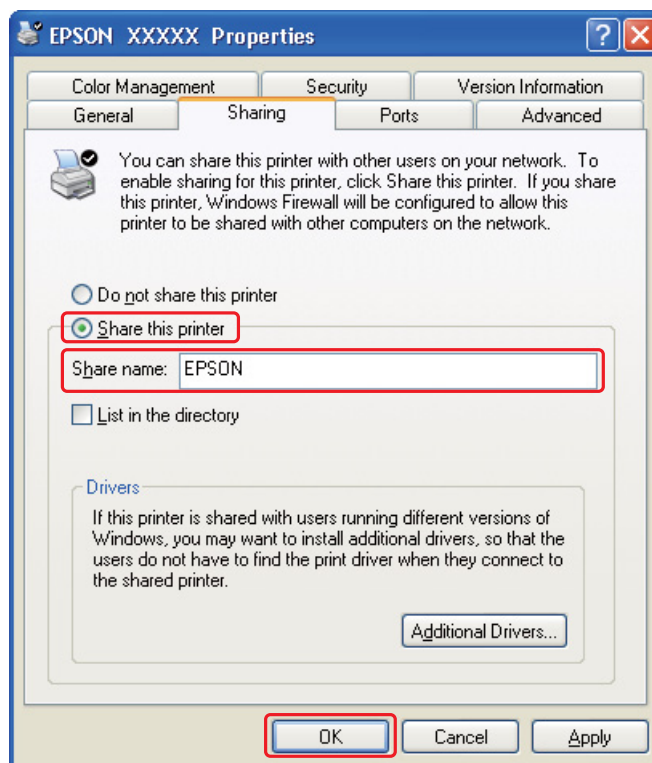 EPSON XXXXX Properties
Color Management Security Version Information
General Sharing Ports Advanced
You can share this printer with other users on your network. To
enable sharing for this printer, click Share this printer. If you share
this printer, Windows Firewall will be configured to allow this
printer to be shared with other computers on the network.
Do not share this printer
Share this printer
Share name: EPSON
List in the directory
Drivers
If this printer is shared with users running different versions of
Windows, you may want to install additional drivers, so that the
users do not have to find the print driver when they connect to
the shared printer.
Additional Drivers...
OK Cancel Apply